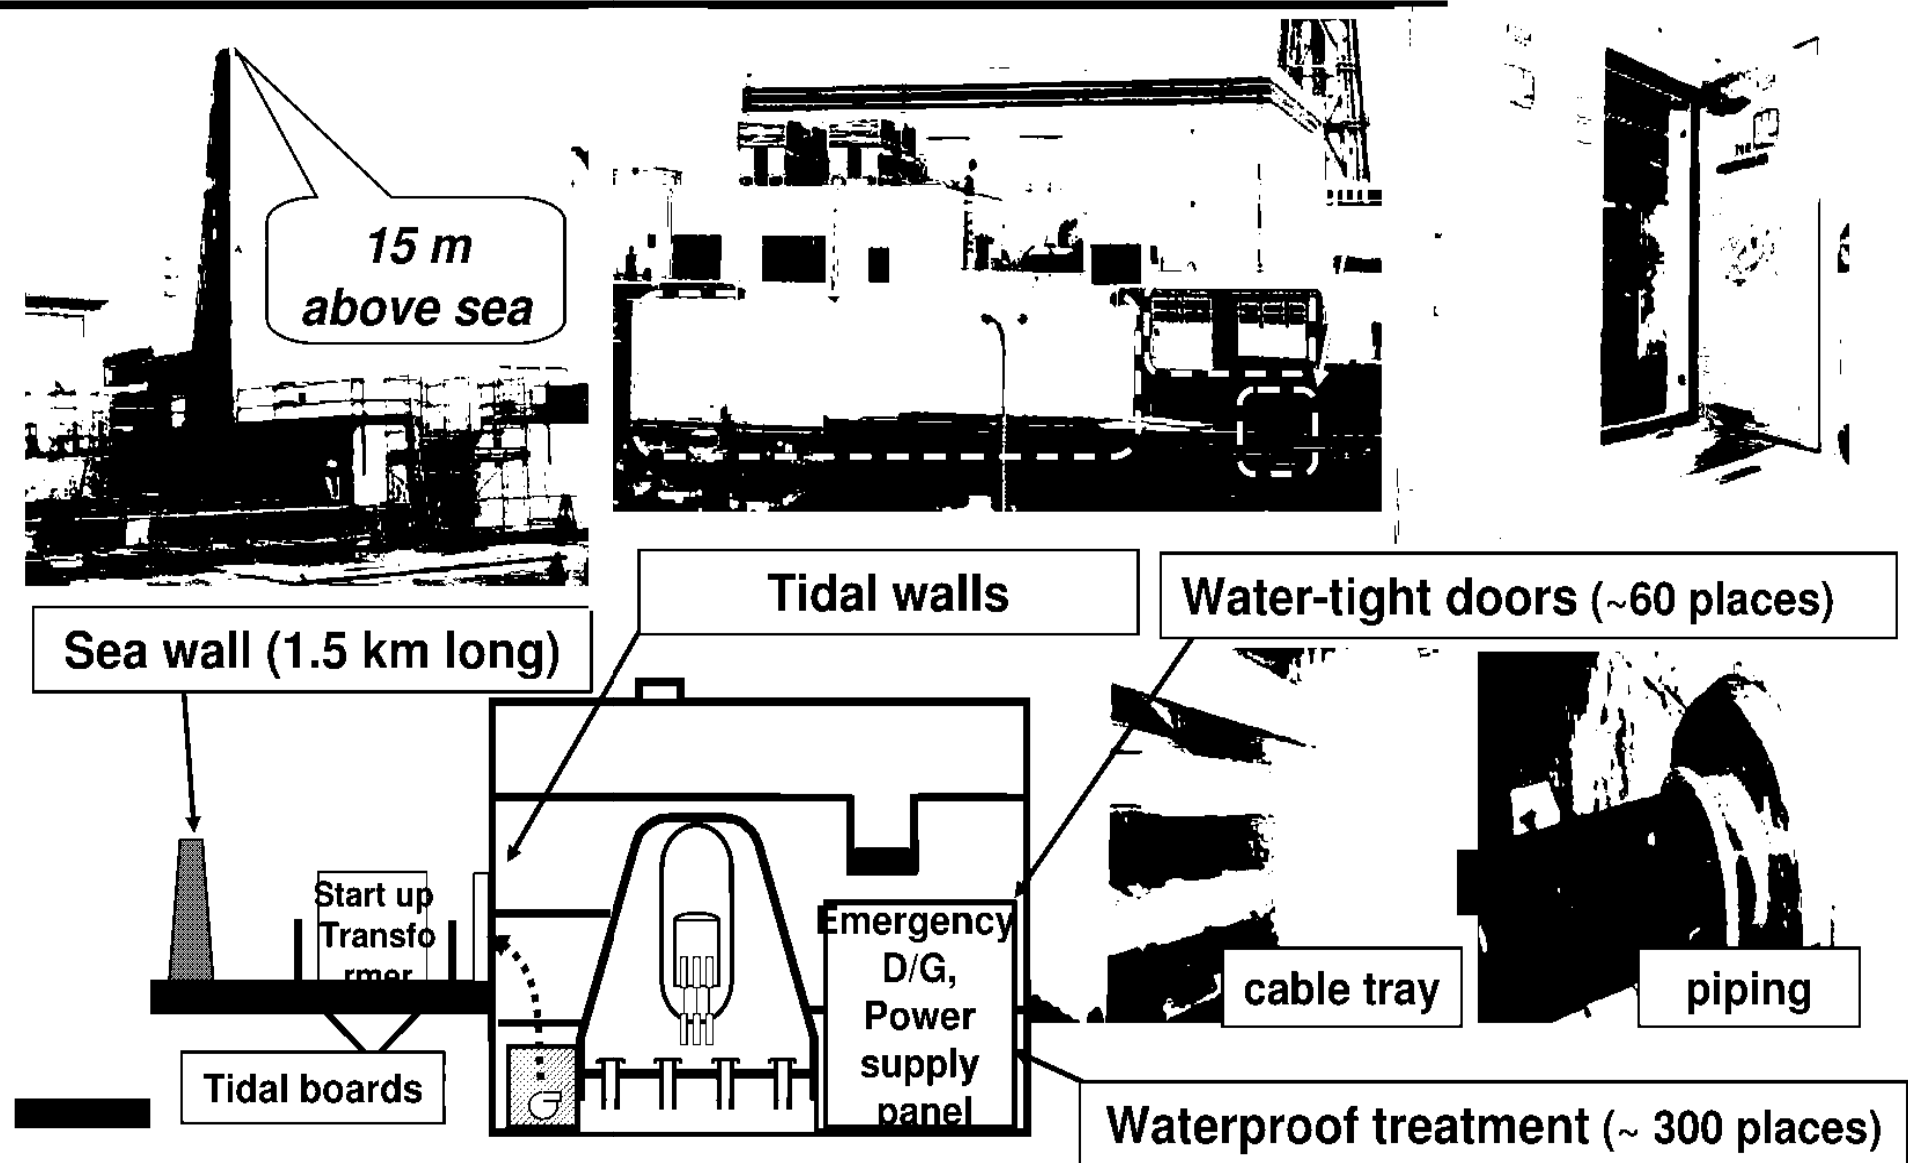 15 m
above sea
Tidal walls
Water-tight doors (~60 places)
Sea wall (1.5 km long)
Start up
Transfo
rmer
Emergency
D/G,
Power
supply
panel
cable tray
piping
Tidal boards
Waterproof treatment (~ 300 places)